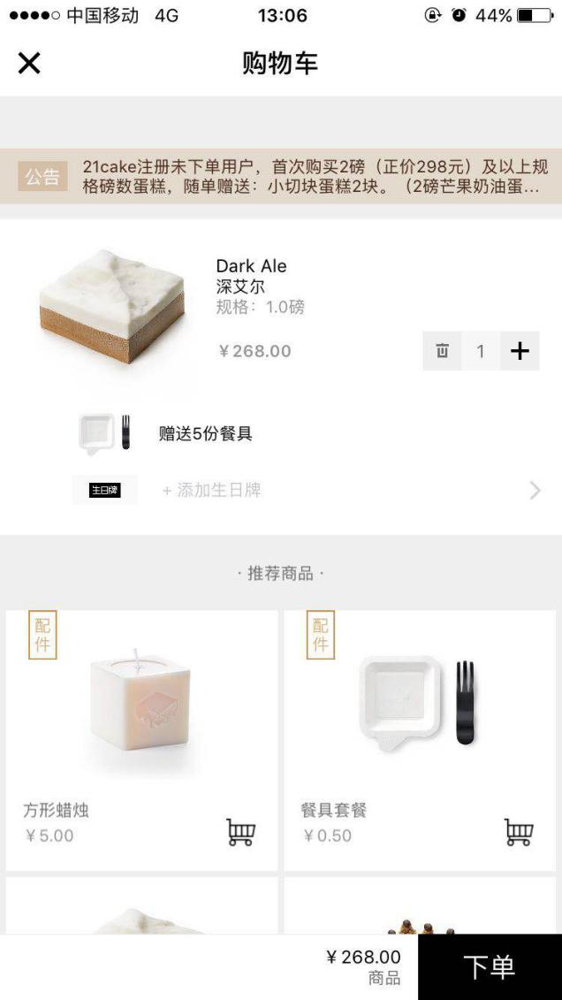 中国移动 4G 13:06 44%
购物车
公告
21cake注册未下单用户，首次购买2磅（正价298元）及以上规
格磅数蛋糕，随单赠送：小切块蛋糕2块。（2磅芒果奶油蛋...
Dark Ale
深艾尔
规格：1.0磅
¥268.00
1
赠送5份餐具
生日牌
+ 添加生日牌
· 推荐商品 ·
配件
方形蜡烛
¥5.00
配件
餐具套餐
¥0.50
¥268.00
商品
下单